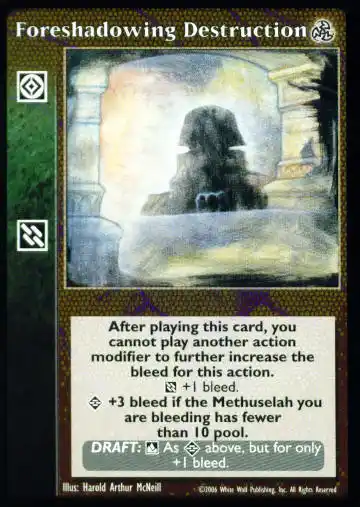 Foreshadowing Destruction
After playing this card, you
cannot play another action
modifier to further increase the
bleed for this action.
+1 bleed.
+3 bleed if the Methuselah you
are bleeding has fewer
than 10 pool.
DRAFT: As above, but for only
+1 bleed.
Illus: Harold Arthur McNeill
©2006 White Wolf Publishing, Inc. All Rights Reserved.